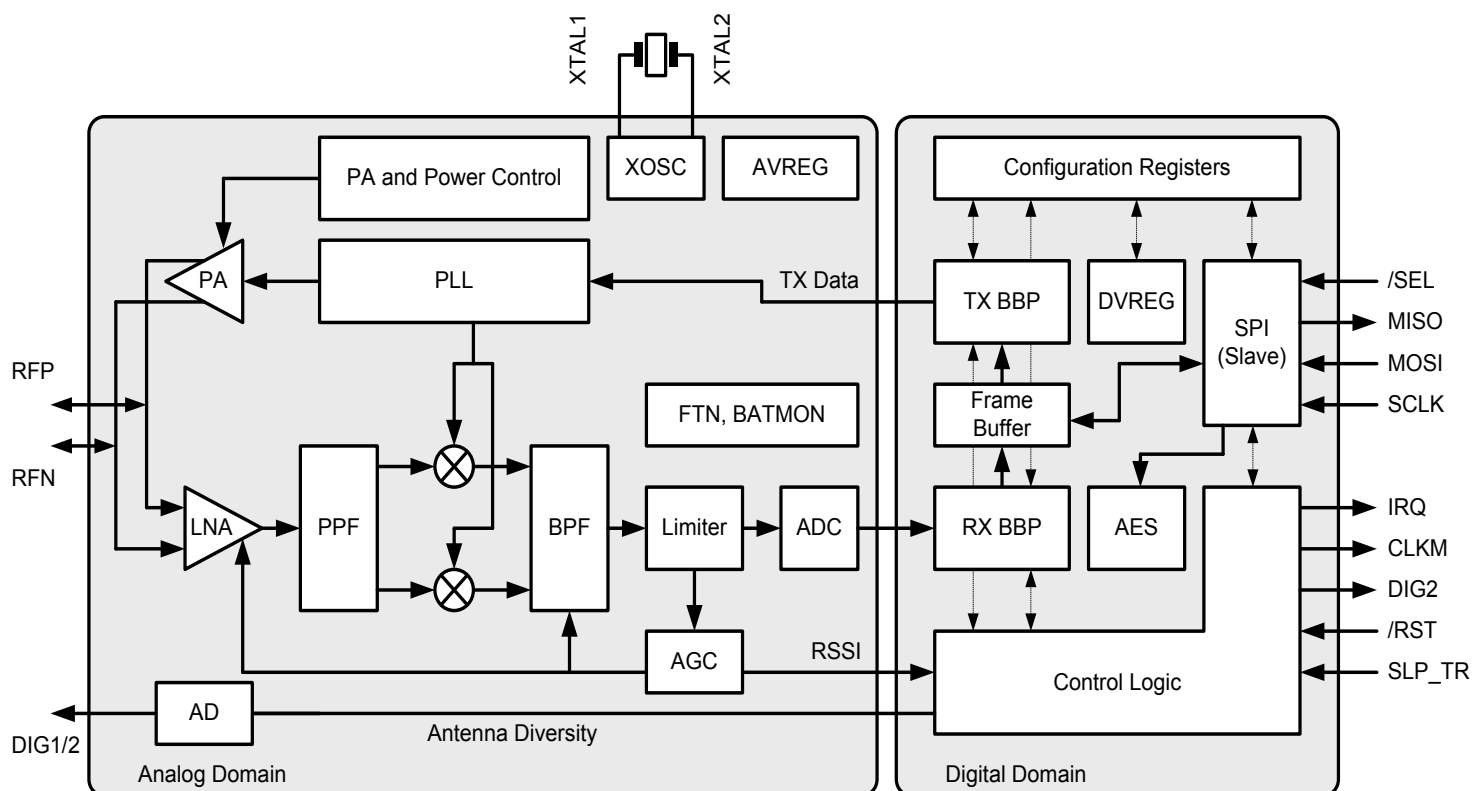 XTAL1
XTAL2
PA and Power Control
XOSC
AVREG
Configuration Registers
PA
PLL
TX Data
TX BBP
DVREG
SPI
(Slave)
/SEL
MISO
MOSI
SCLK
RFP
RFN
FTN, BATMON
Frame
Buffer
LNA
PPF
BPF
Limiter
ADC
RX BBP
AES
IRQ
CLKM
DIG2
/RST
SLP_TR
AGC
RSSI
Control Logic
AD
DIG1/2
Antenna Diversity
Analog Domain
Digital Domain